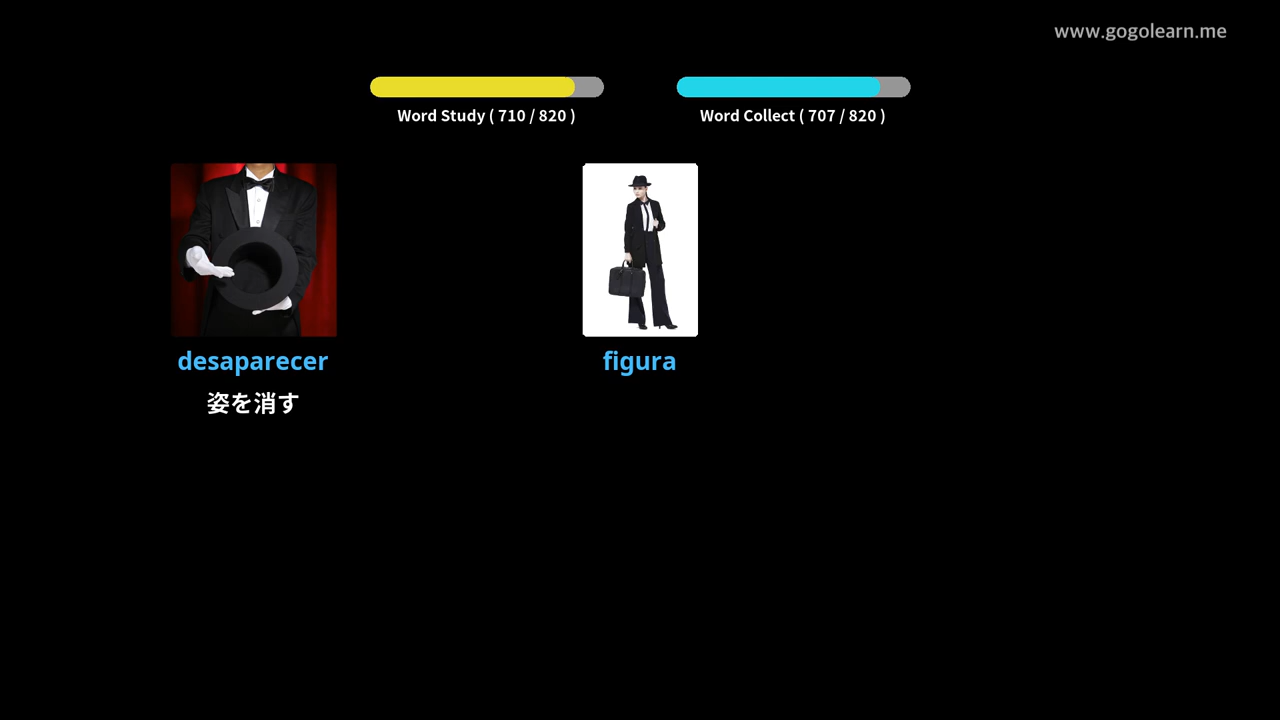 www.gogolearn.me
Word Study ( 710 / 820 )
Word Collect ( 707 / 820 )
desaparecer
figura
姿を消す